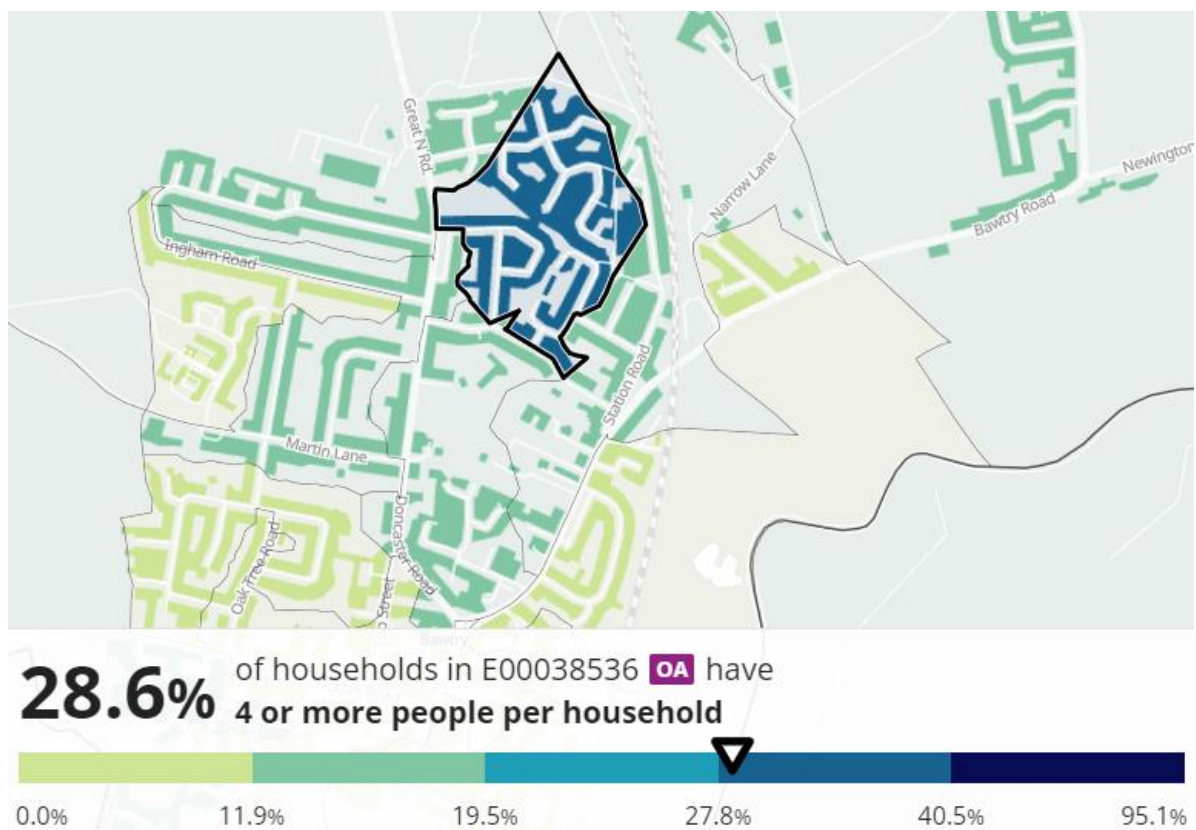 Great N Rd
Narrow Lane
Newington
Bawtry Road
Ingham Road
Station Road
Martin Lane
Doncaster Road
Oak Tree Road
Street
Bawtry
28.6% of households in E00038536 OA have
4 or more people per household
0.0% 11.9% 19.5% 27.8% 40.5% 95.1%